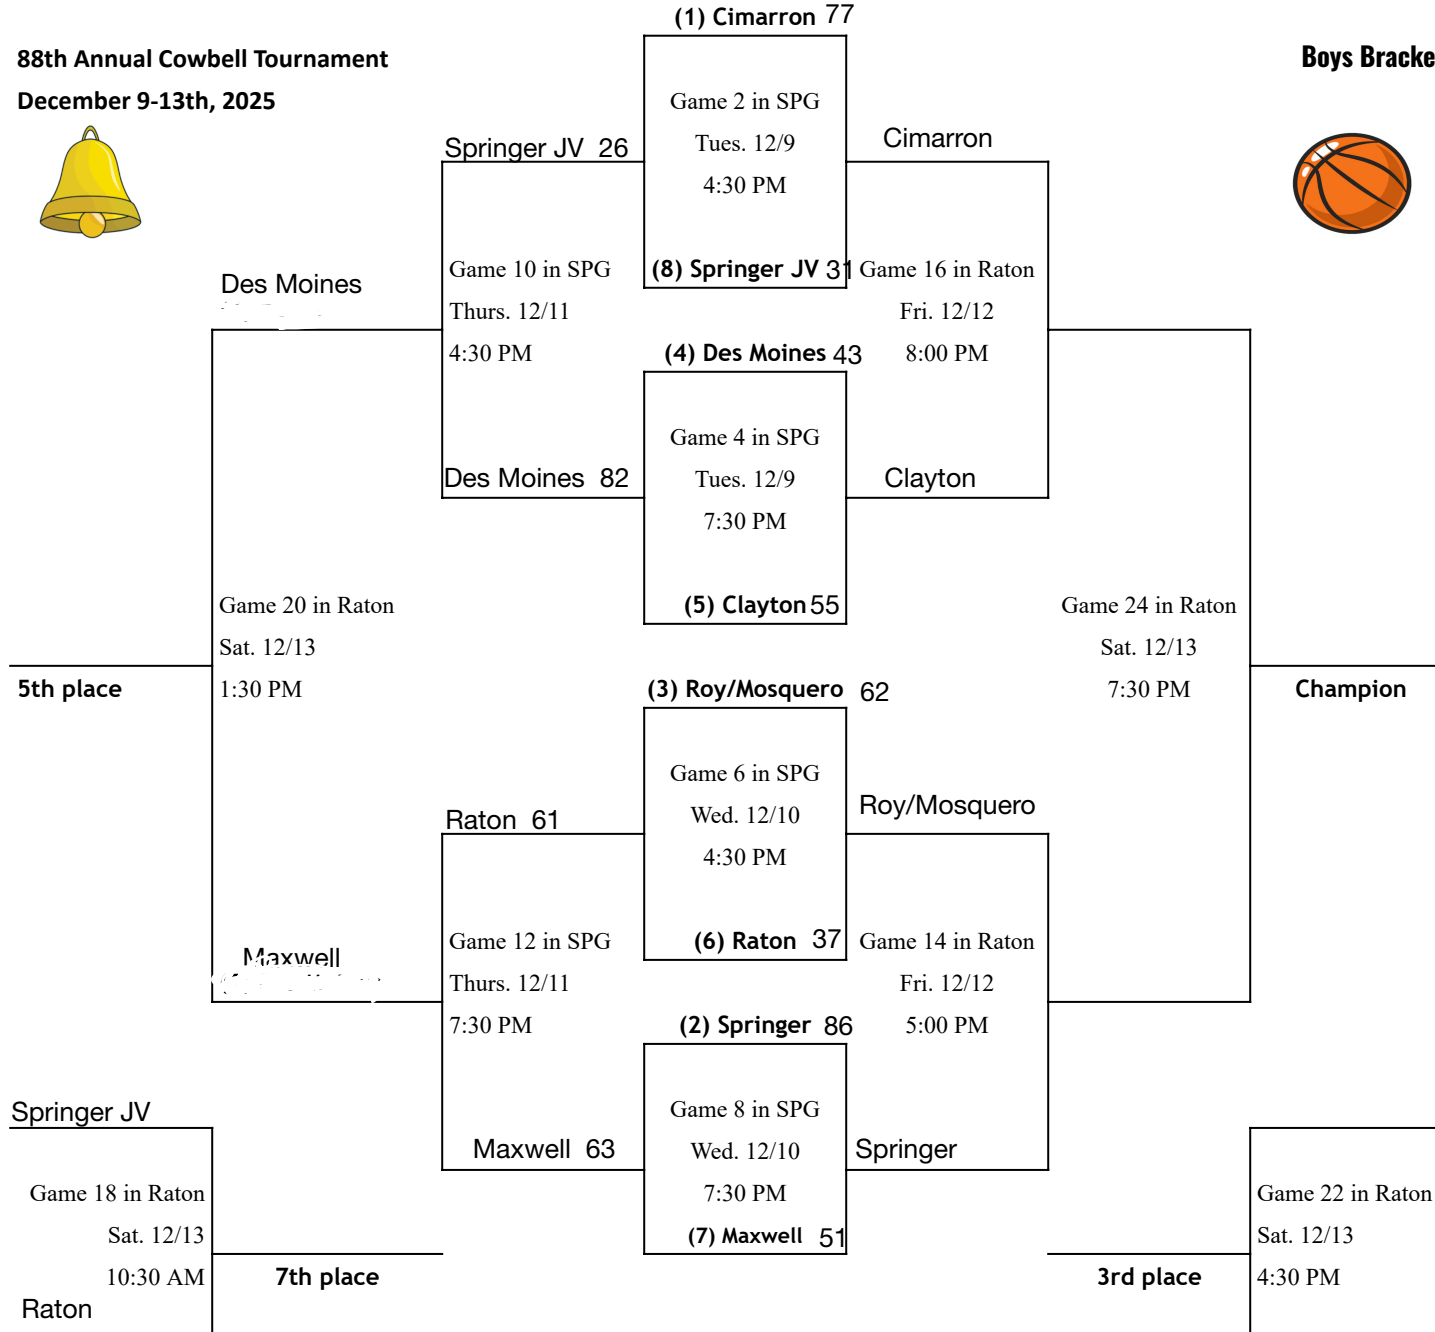 (1) Cimarron 77
88th Annual Cowbell Tournament
Boys Bracke
December 9-13th, 2025
Game 2 in SPG
Tues. 12/9
4:30 PM
Springer JV 26
Cimarron
Des Moines
Game 10 in SPG
Thurs. 12/11
4:30 PM
(8) Springer JV 31
Game 16 in Raton
Fri. 12/12
8:00 PM
(4) Des Moines 43
Game 4 in SPG
Tues. 12/9
7:30 PM
Des Moines 82
Clayton
(5) Clayton 55
Game 20 in Raton
Sat. 12/13
1:30 PM
5th place
Game 24 in Raton
Sat. 12/13
7:30 PM
Champion
(3) Roy/Mosquero 62
Game 6 in SPG
Wed. 12/10
4:30 PM
Raton 61
Roy/Mosquero
(6) Raton 37
Maxwell
Game 12 in SPG
Thurs. 12/11
7:30 PM
Game 14 in Raton
Fri. 12/12
5:00 PM
(2) Springer 86
Game 8 in SPG
Wed. 12/10
7:30 PM
Maxwell 63
Springer
(7) Maxwell 51
Springer JV
Game 18 in Raton
Sat. 12/13
10:30 AM
Raton
7th place
3rd place
Game 22 in Raton
Sat. 12/13
4:30 PM